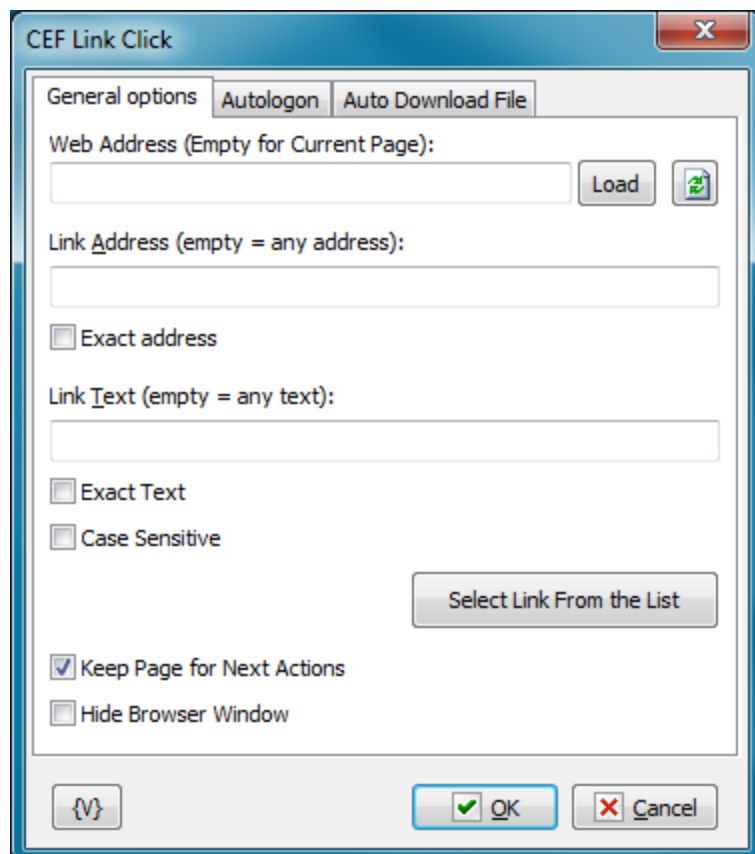 CEF Link Click
General options Autologon Auto Download File
Web Address (Empty for Current Page):
Load
Link Address (empty = any address):
Exact address
Link Text (empty = any text):
Exact Text
Case Sensitive
Select Link From the List
Keep Page for Next Actions
Hide Browser Window
{V} OK Cancel